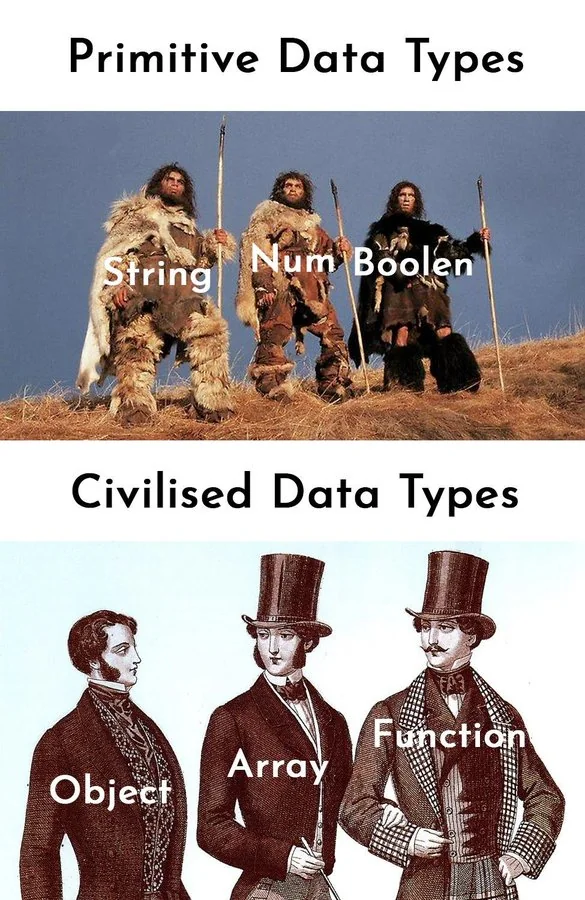 Primitive Data Types
String
Num
Boolen
Civilised Data Types
Object
Array
Function